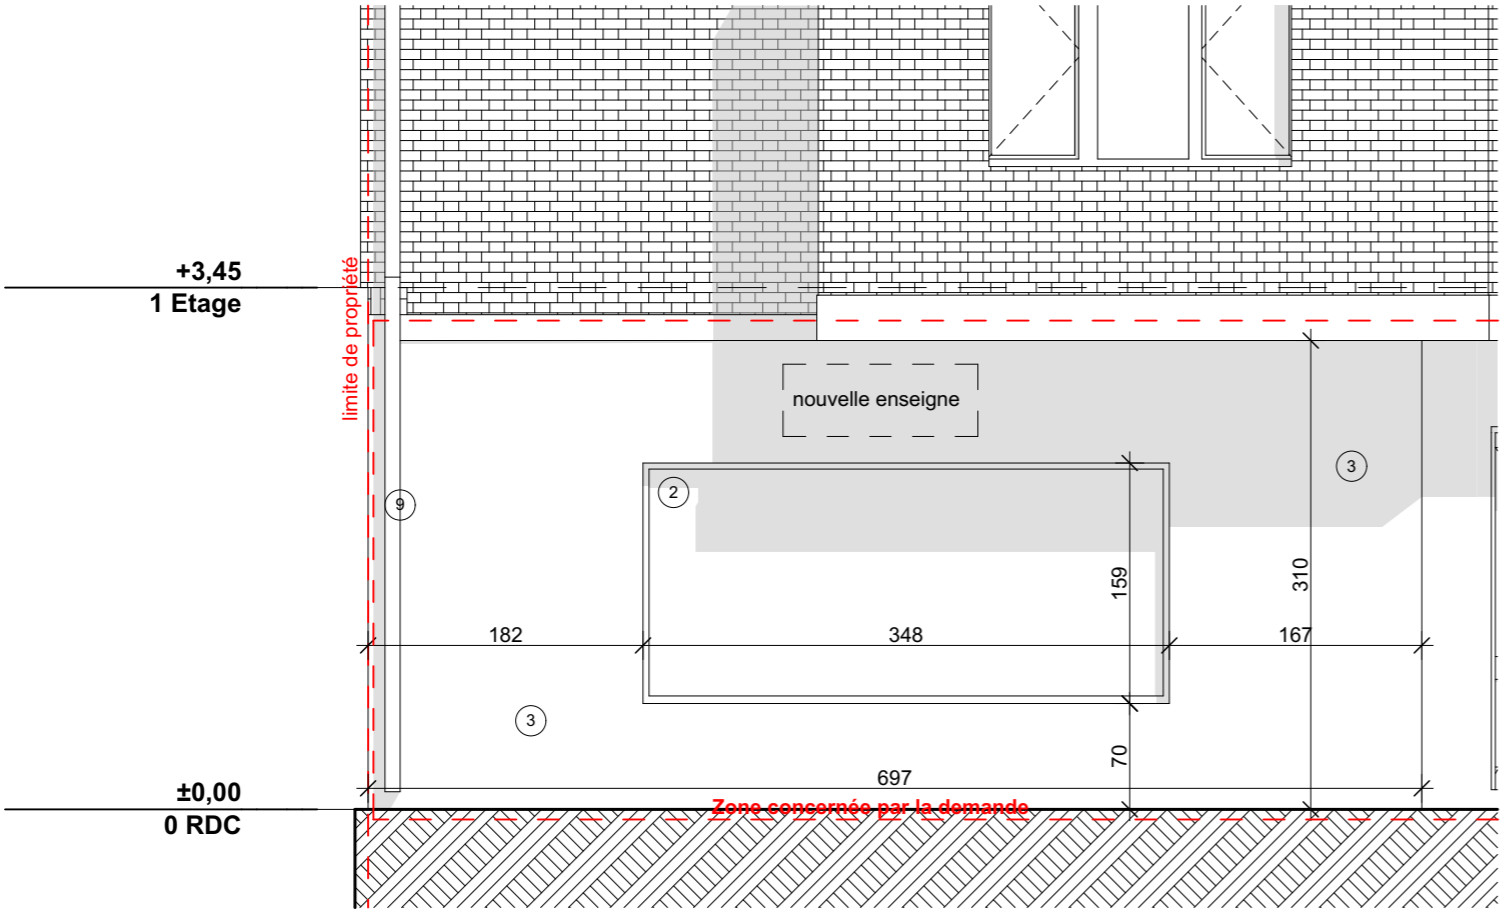 +3,45
1 Etage
limite de propriété
nouvelle enseigne
3
2
9
159
310
182
348
167
3
70
697
±0,00
Zone concernée par la demande
0 RDC